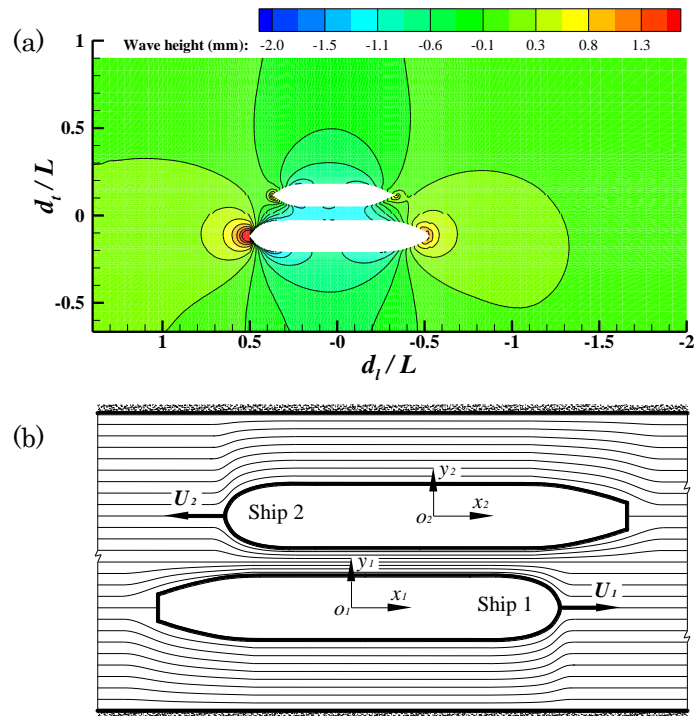 (a)
Wave height (mm): -2.0 -1.5 -1.1 -0.6 -0.1 0.3 0.8 1.3
1
0.5
0
-0.5
d_t / L
1 0.5 -0 -0.5 -1 -1.5 -2
d_l / L
(b)
U_2
Ship 2
y_2
x_2
o_2
y_1
x_1
o_1
Ship 1
U_1